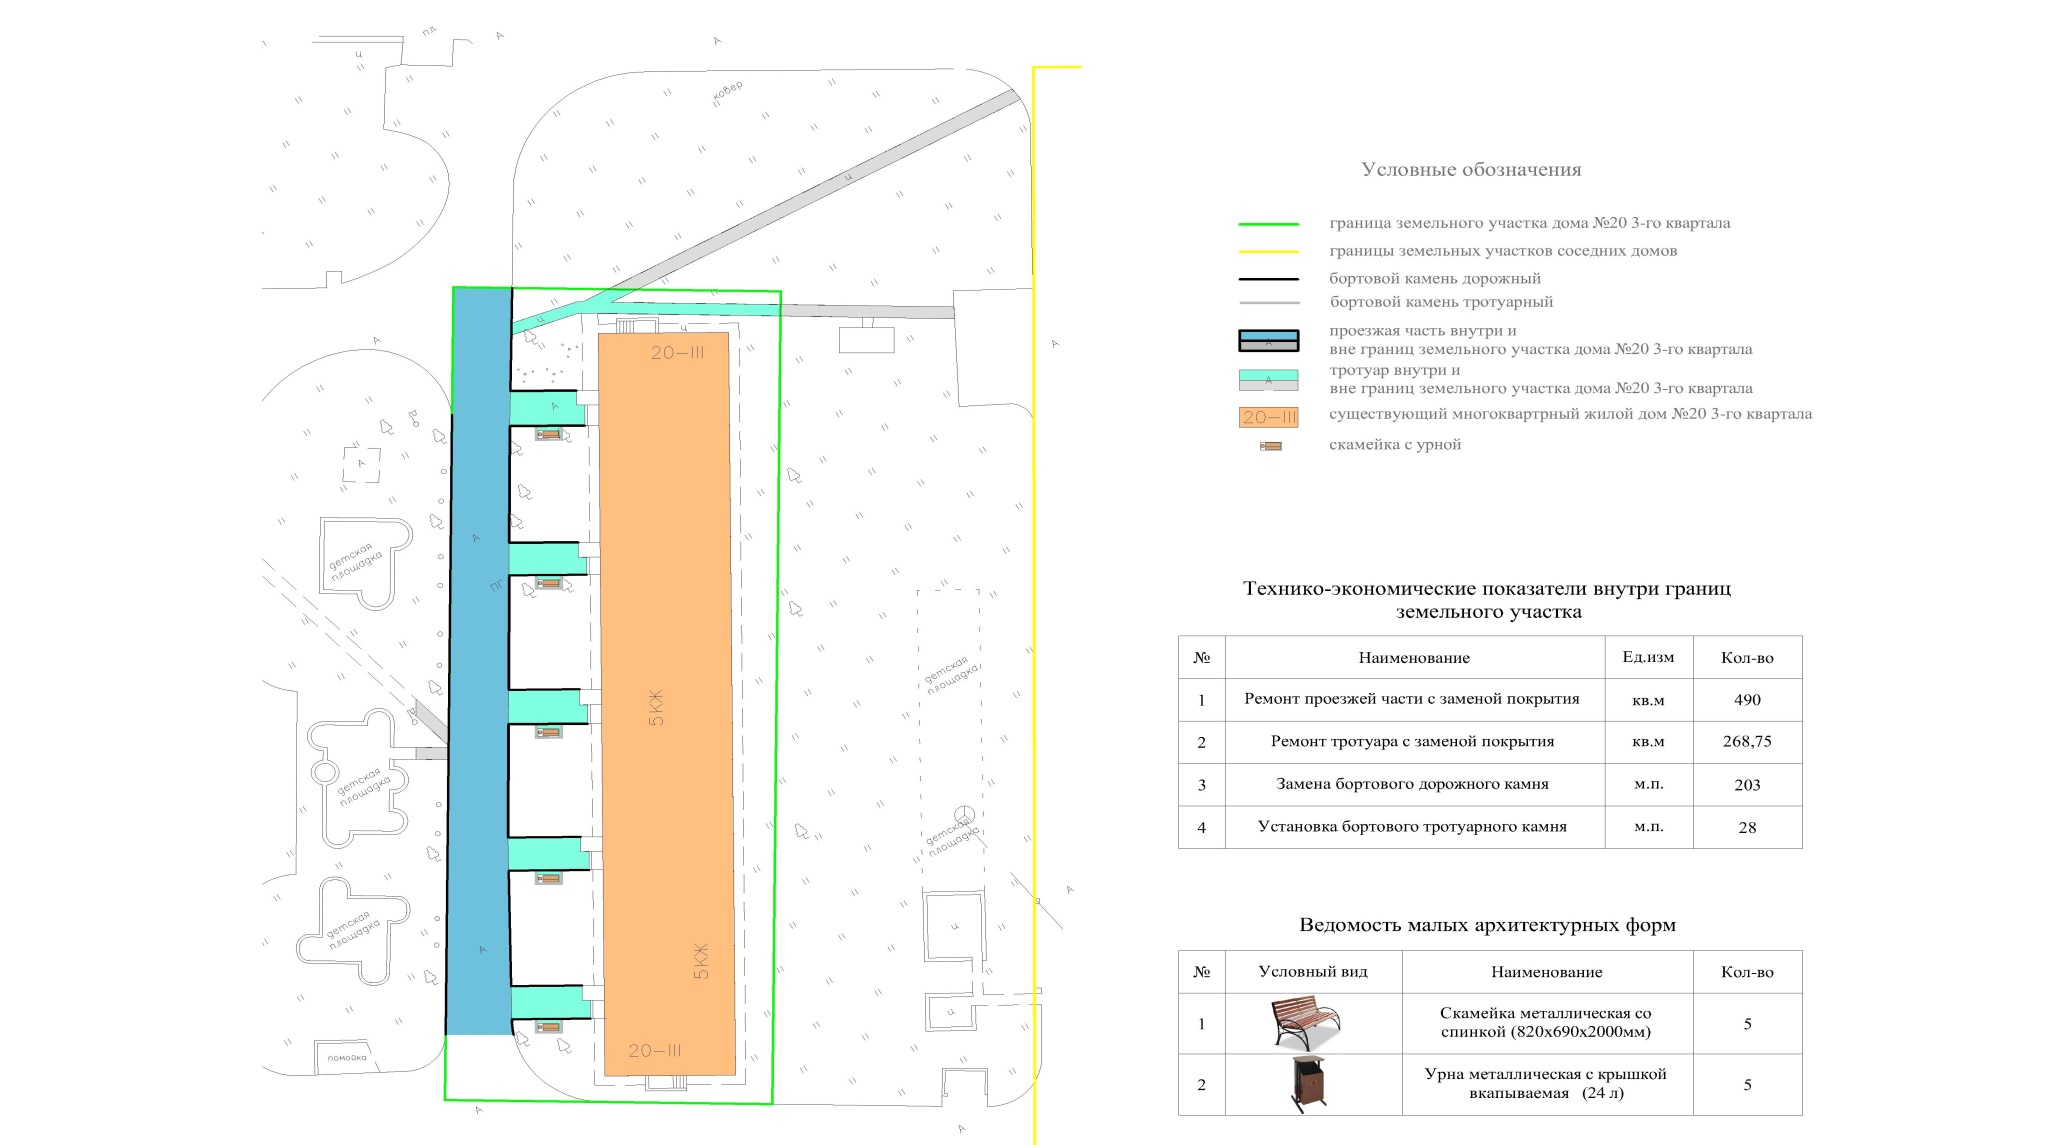 пл.
А
А
ц
ковер
ц
А
А
ц
ц
20—III
А
А
детская
площадка
А
ПГ
5КЖ
детская
площадка
детская
площадка
детская
площадка
детская
площадка
А
5КЖ
А
ц
ц
20—III
помойка
А
А
Условные обозначения
граница земельного участка дома №20 3-го квартала
границы земельных участков соседних домов
бортовой камень дорожный
бортовой камень тротуарный
проезжая часть внутри и
А
вне границ земельного участка дома №20 3-го квартала
тротуар внутри и
А
вне границ земельного участка дома №20 3-го квартала
20—III существующий многоквартрный жилой дом №20 3-го квартала
скамейка с урной
Технико-экономические показатели внутри границ
земельного участка
№ Наименование Ед.изм Кол-во
1 Ремонт проезжей части с заменой покрытия кв.м 490
2 Ремонт тротуара с заменой покрытия кв.м 268,75
3 Замена бортового дорожного камня м.п. 203
4 Установка бортового тротуарного камня м.п. 28
Ведомость малых архитектурных форм
№ Условный вид Наименование Кол-во
1 Скамейка металлическая со
спинкой (820х690х2000мм) 5
2 Урна металлическая с крышкой
вкапываемая (24 л) 5